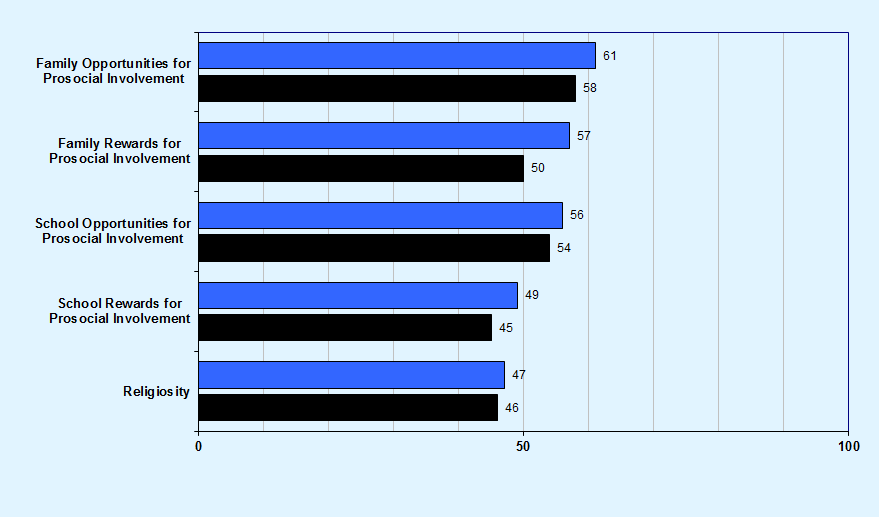 Family Opportunities for
Prosocial Involvement
61
58
Family Rewards for
Prosocial Involvement
57
50
School Opportunities for
Prosocial Involvement
56
54
School Rewards for
Prosocial Involvement
49
45
Religiosity
47
46
0 50 100